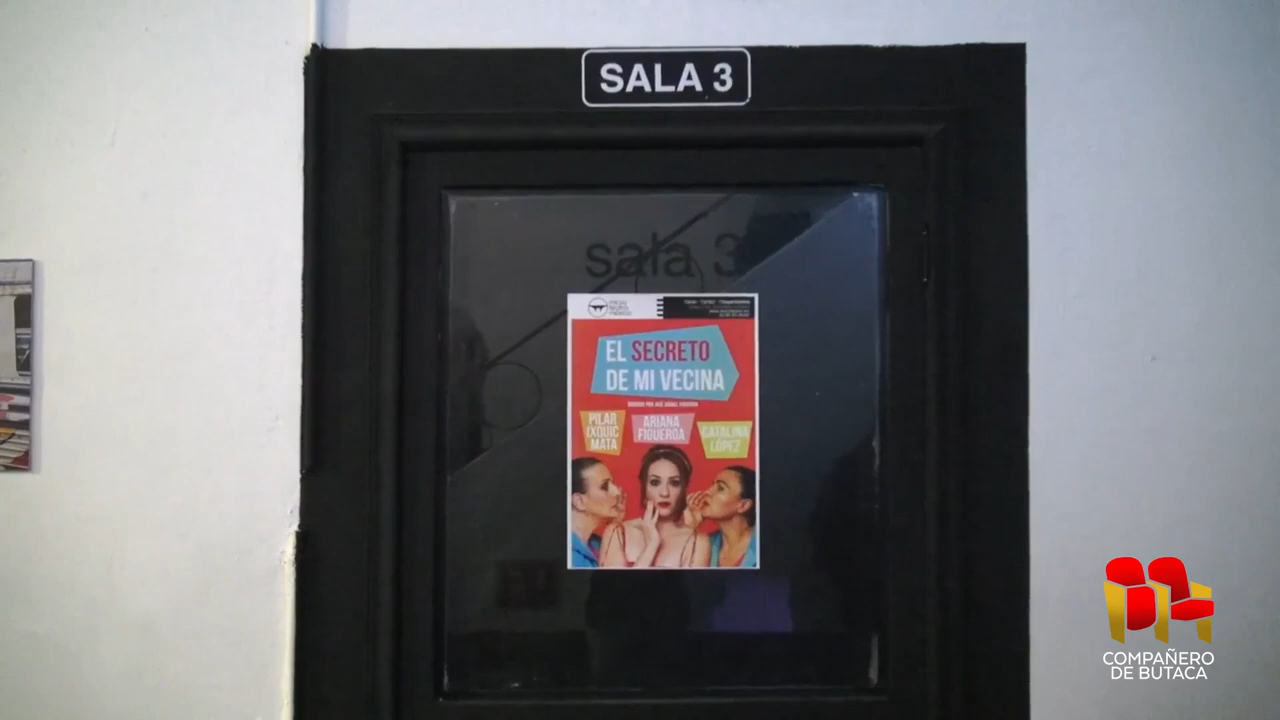 SALA 3
sala 3
EL SECRETO
DE MI VECINA
PILAR
IXQUIC
MATA
ARIANA
FIGUEROA
CATALINA
LÓPEZ
COMPAÑERO
DE BUTACA